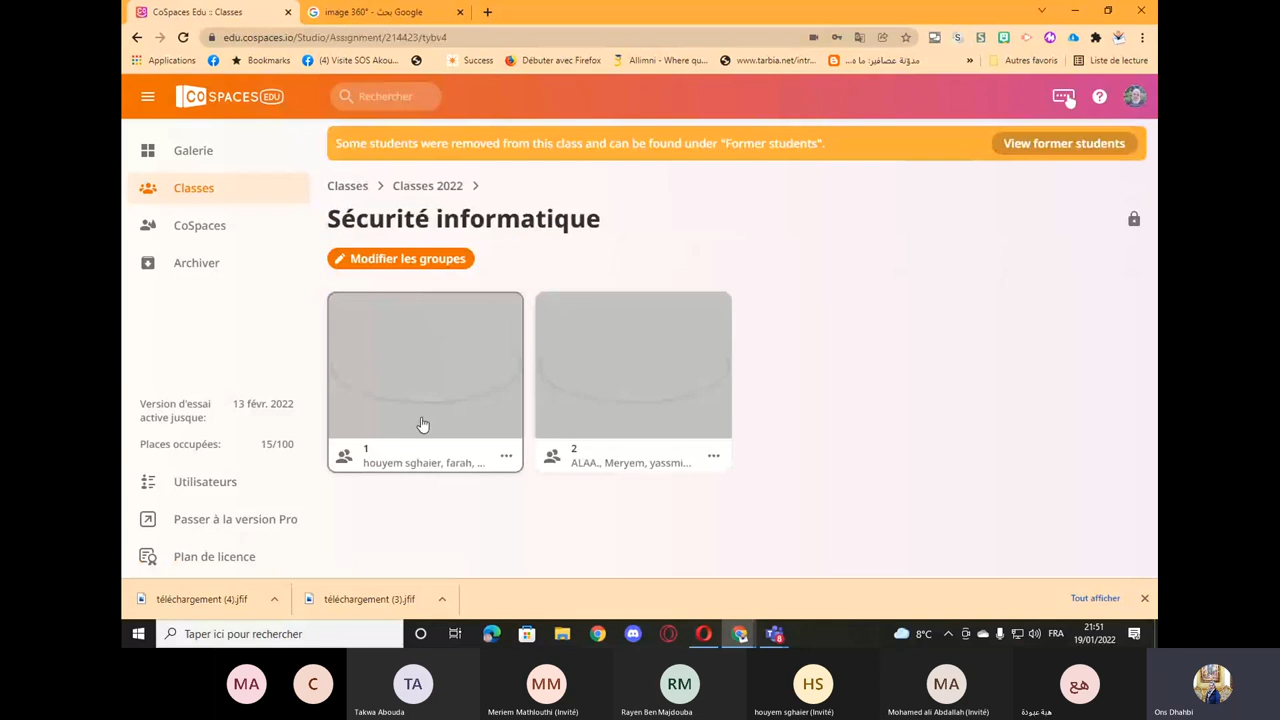 CoSpaces Edu :: Classes
image 360° - بحث Google
edu.cospaces.io/Studio/Assignment/214423/tybv4
Applications
Bookmarks
(4) Visite SOS Akou...
Success
Débuter avec Firefox
Allimni - Where qu...
www.tarbia.net/intr...
مدوّنة عصافير: ما ه...
»
Autres favoris
Liste de lecture
CO SPACES EDU
Rechercher
Galerie
Classes
CoSpaces
Archiver
Version d'essai
active jusque:
13 févr. 2022
Places occupées:
15/100
Utilisateurs
Passer à la version Pro
Plan de licence
Some students were removed from this class and can be found under "Former students".
View former students
Classes > Classes 2022 >
Sécurité informatique
Modifier les groupes
1
houyem sghaier, farah, ...
2
ALAA., Meryem, yassmi...
téléchargement (4).jfif
téléchargement (3).jfif
Tout afficher
Taper ici pour rechercher
8°C
FRA
21:51
19/01/2022
MA
C
TA
Takwa Abouda
MM
Meriem Mathlouthi (Invité)
RM
Rayen Ben Majdouba
HS
houyem sghaier (Invité)
MA
Mohamed ali Abdallah (Invité)
هع
هبة عبودة
Ons Dhahbi